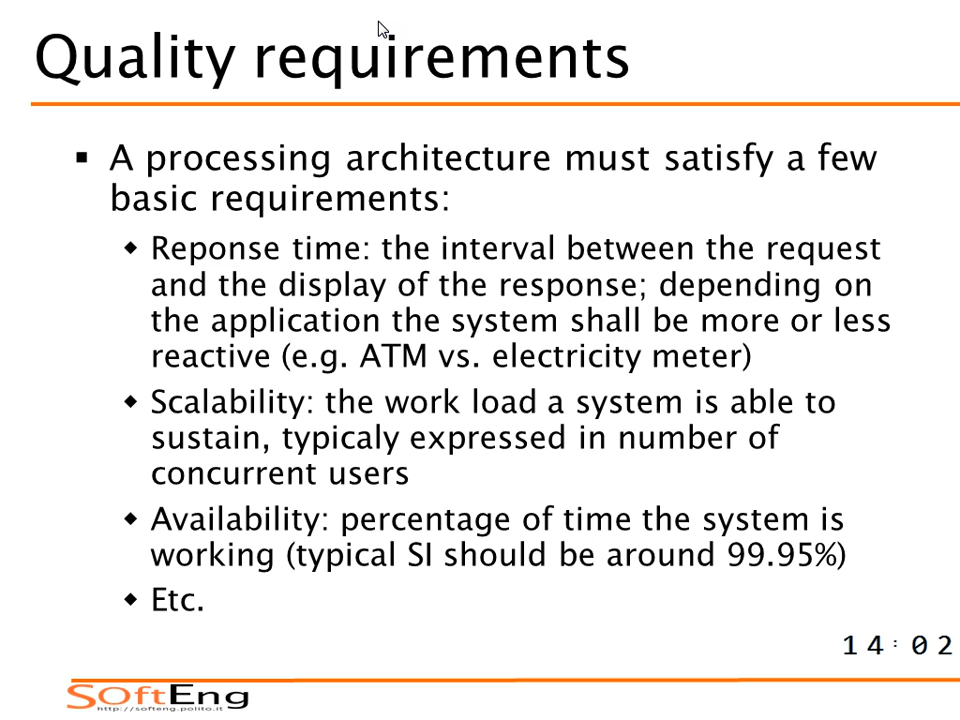 Quality requirements
A processing architecture must satisfy a few
basic requirements:
Reponse time: the interval between the request
and the display of the response; depending on
the application the system shall be more or less
reactive (e.g. ATM vs. electricity meter)
Scalability: the work load a system is able to
sustain, typicaly expressed in number of
concurrent users
Availability: percentage of time the system is
working (typical SI should be around 99.95%)
Etc.
14:02
SOftEng
http://softeng.polito.it